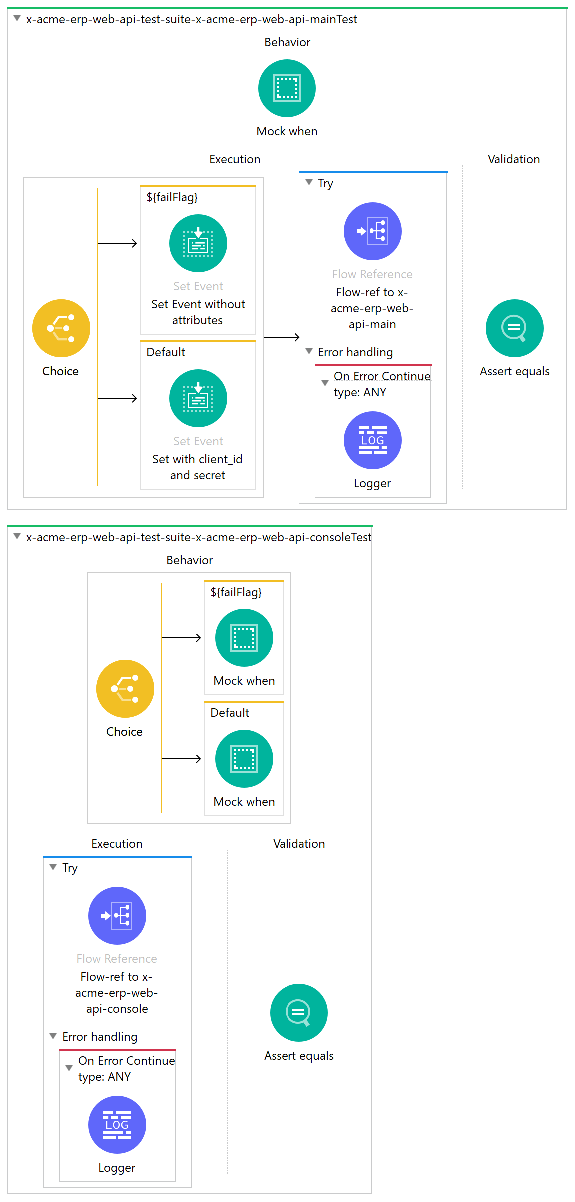 x-acme-erp-web-api-test-suite-x-acme-erp-web-api-mainTest
Behavior
Mock when
Execution
Validation
${failFlag}
Set Event
Set Event without
attributes
Choice
Default
Set Event
Set with client_id
and secret
Try
Flow Reference
Flow-ref to x-
acme-erp-web-
api-main
Error handling
On Error Continue
type: ANY
LOG
Logger
Assert equals
x-acme-erp-web-api-test-suite-x-acme-erp-web-api-consoleTest
Behavior
${failFlag}
Mock when
Choice
Default
Mock when
Execution
Validation
Try
Flow Reference
Flow-ref to x-
acme-erp-web-
api-console
Error handling
On Error Continue
type: ANY
LOG
Logger
Assert equals